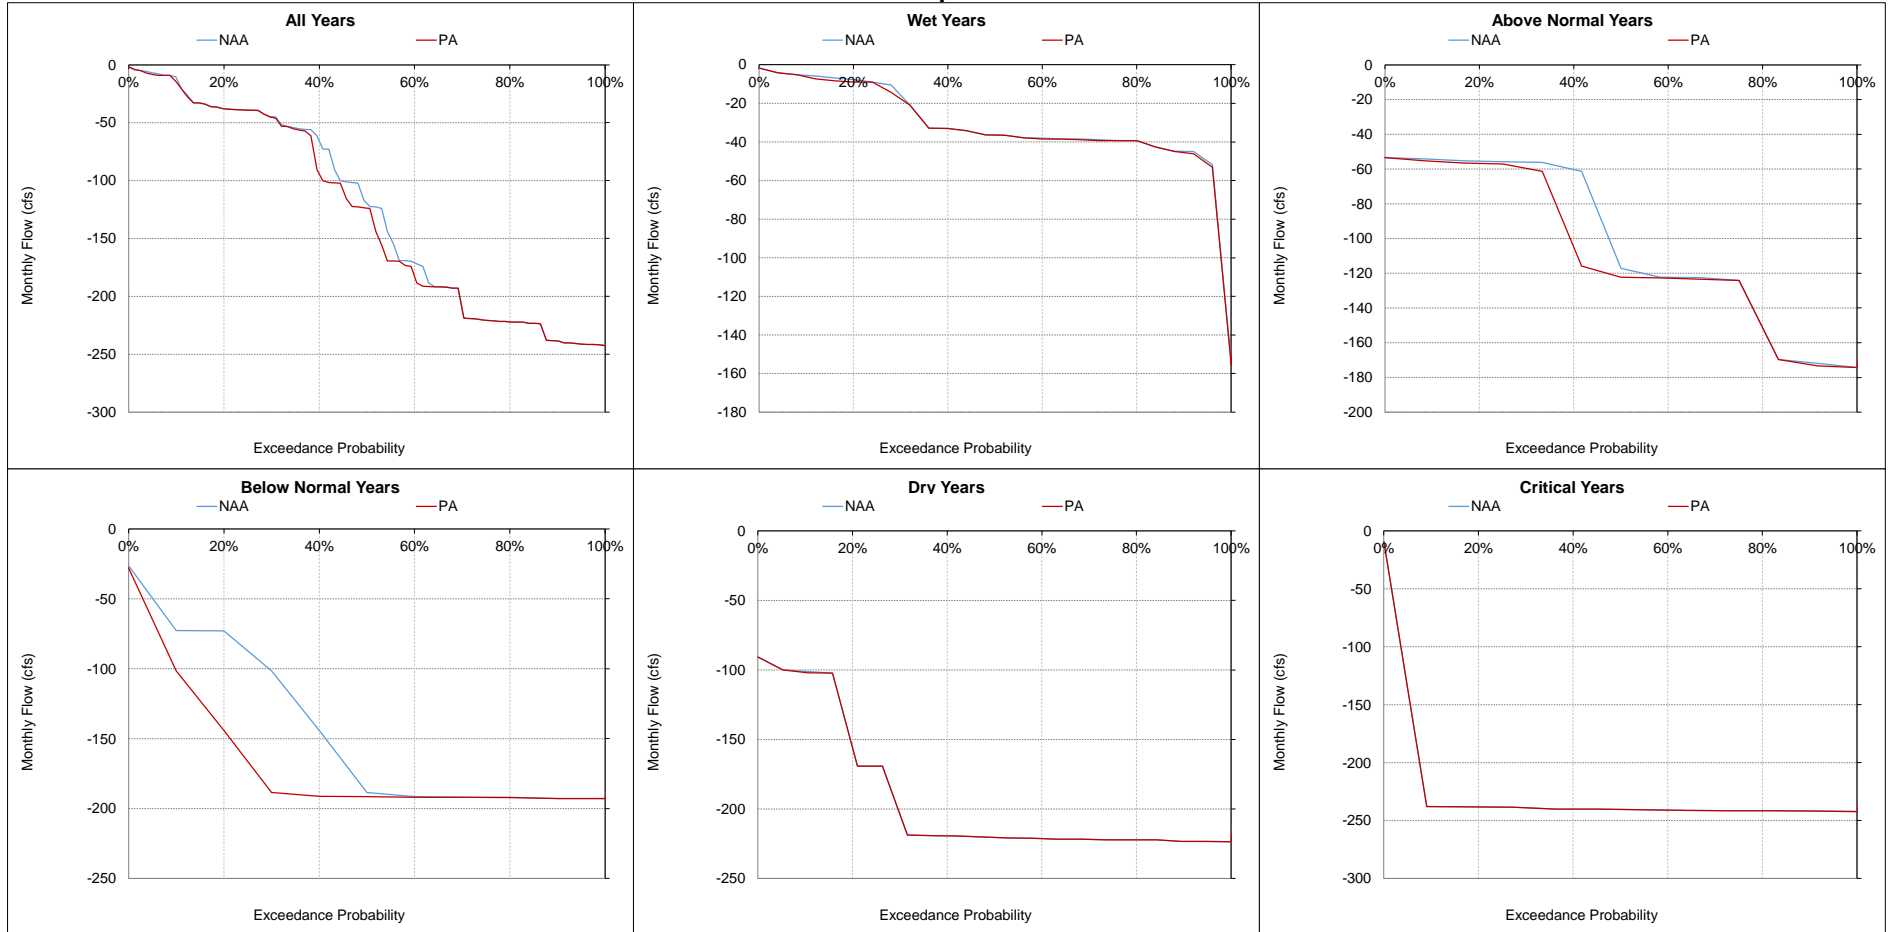 All Years
NAA PA
0
-50
-100
-150
-200
-250
-300
0% 20% 40% 60% 80% 100%
Monthly Flow (cfs)
Exceedance Probability
Wet Years
NAA PA
0
-20
-40
-60
-80
-100
-120
-140
-160
-180
0% 20% 40% 60% 80% 100%
Monthly Flow (cfs)
Exceedance Probability
Above Normal Years
NAA PA
0
-20
-40
-60
-80
-100
-120
-140
-160
-180
-200
0% 20% 40% 60% 80% 100%
Monthly Flow (cfs)
Exceedance Probability
Below Normal Years
NAA PA
0
-50
-100
-150
-200
-250
0% 20% 40% 60% 80% 100%
Monthly Flow (cfs)
Exceedance Probability
Dry Years
NAA PA
0
-50
-100
-150
-200
-250
0% 20% 40% 60% 80% 100%
Monthly Flow (cfs)
Exceedance Probability
Critical Years
NAA PA
0
-50
-100
-150
-200
-250
-300
0% 20% 40% 60% 80% 100%
Monthly Flow (cfs)
Exceedance Probability